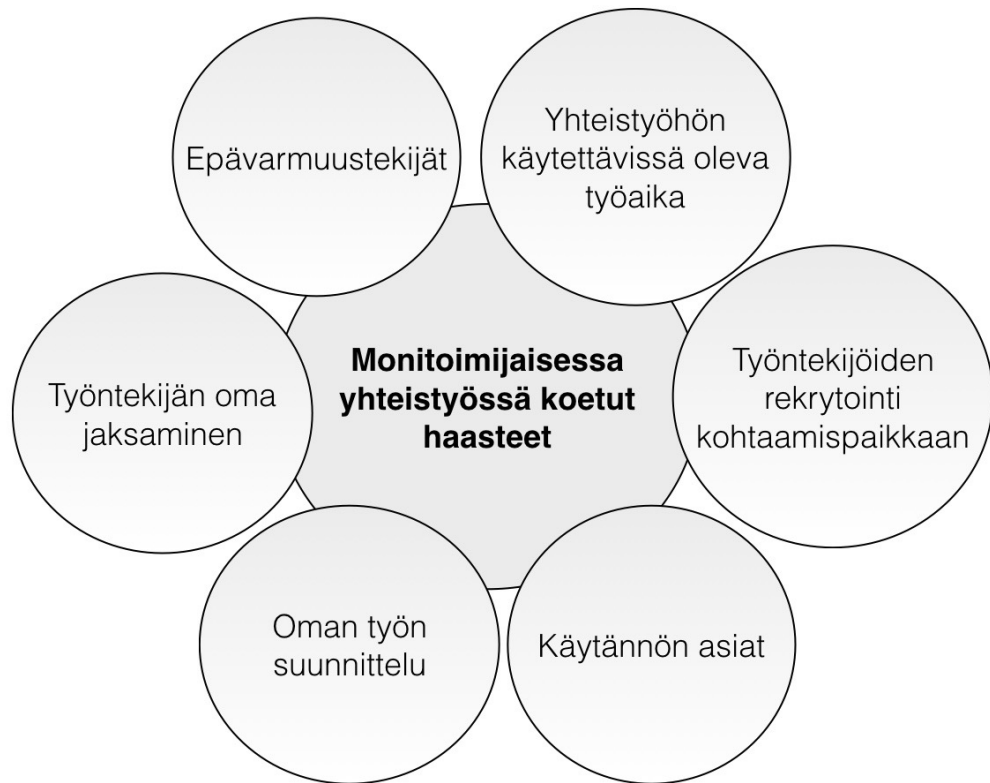 Epävarmuustekijät
Yhteistyöhön
käytettävissä oleva
työaika
Monitoimijaisessa
yhteistyössä koetut
haasteet
Työntekijöiden
rekrytointi
kohtaamispaikkaan
Työntekijän oma
jaksaminen
Oman työn
suunnittelu
Käytännön asiat